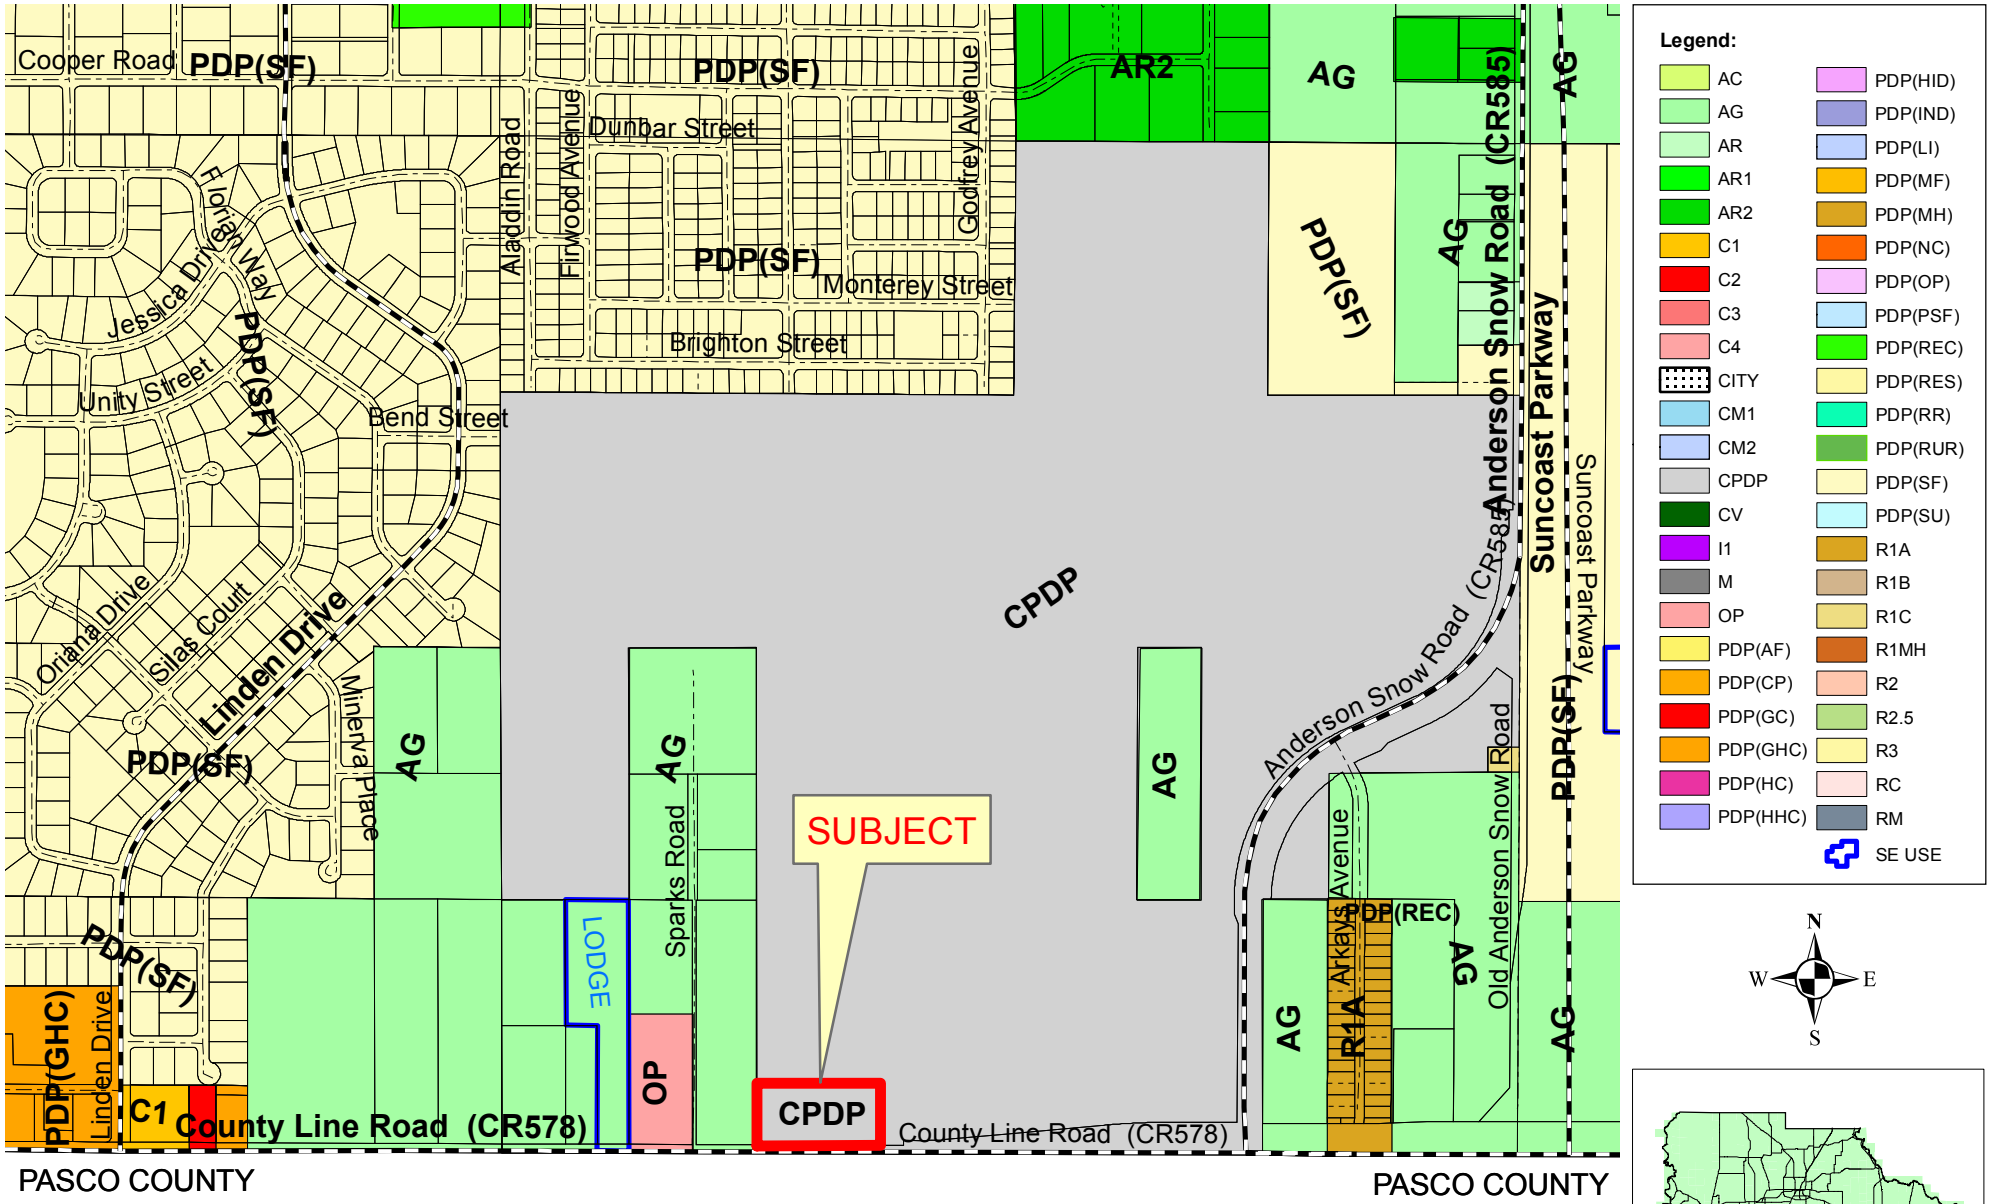 Cooper Road
PDP(SF)
PDP(SF)
AR2
AG
AG
Dunbar Street
Aladdin Road
Firwood Avenue
Godfrey Avenue
Anderson Snow Road (CR585)
Florian Way
Jessica Drive
PDP(SF)
PDP(SF)
AG
PDP(SF)
Monterey Street
Brighton Street
Unity Street
Bend Street
Suncoast Parkway
Suncoast Parkway
Anderson Snow Road (CR585)
CPDP
Oriana Drive
Silas Court
Linden Drive
Minerva Place
PDP(SF)
AG
AG
AG
Old Anderson Snow Road
PDP(SF)
SUBJECT
Sparks Road
Arkays Avenue
PDP(REC)
PDP(SF)
LODGE
AG
AG
R1A
AG
PDP(GHC)
Linden Drive
OP
C1
County Line Road (CR578)
CPDP
County Line Road (CR578)
PASCO COUNTY
PASCO COUNTY
Legend:
AC
AG
AR
AR1
AR2
C1
C2
C3
C4
CITY
CM1
CM2
CPDP
CV
I1
M
OP
PDP(AF)
PDP(CP)
PDP(GC)
PDP(GHC)
PDP(HC)
PDP(HHC)
PDP(HID)
PDP(IND)
PDP(LI)
PDP(MF)
PDP(MH)
PDP(NC)
PDP(OP)
PDP(PSF)
PDP(REC)
PDP(RES)
PDP(RR)
PDP(RUR)
PDP(SF)
PDP(SU)
R1A
R1B
R1C
R1MH
R2
R2.5
R3
RC
RM
SE USE
N
W
E
S